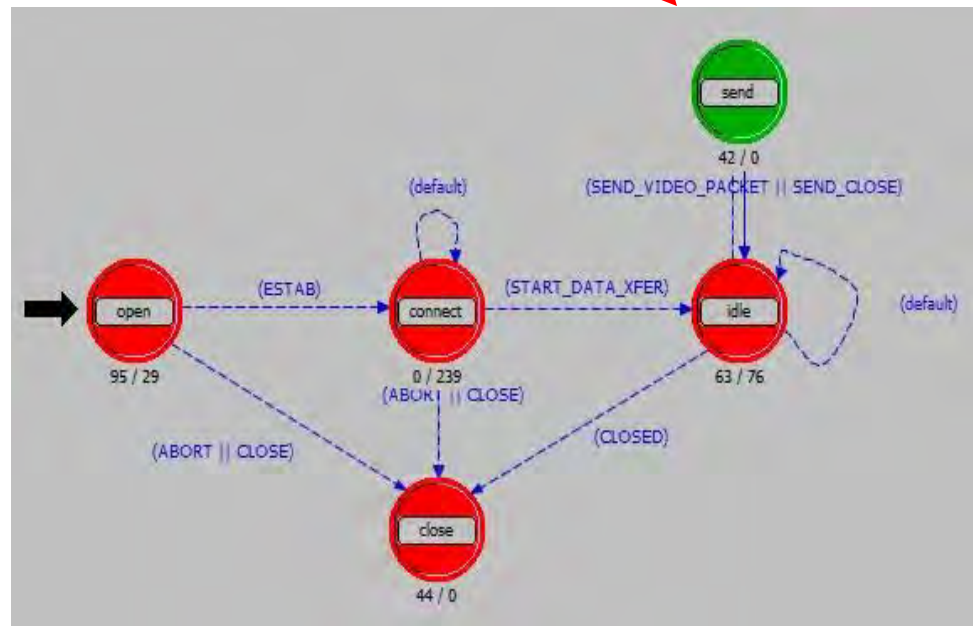 send
42 / 0
(SEND_VIDEO_PACKET || SEND_CLOSE)
(default)
(ESTAB)
(START_DATA_XFER)
(default)
open
connect
idle
95 / 29
0 / 239
63 / 76
(ABORT || CLOSE)
(ABORT || CLOSE)
(CLOSED)
close
44 / 0